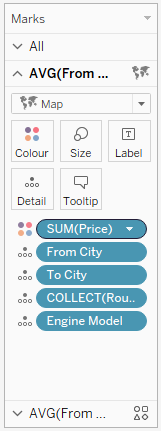 Marks
All
AVG(From ...
Map
Colour
Size
Label
Detail
Tooltip
SUM(Price)
From City
To City
COLLECT(Rou..
Engine Model
AVG(From ...